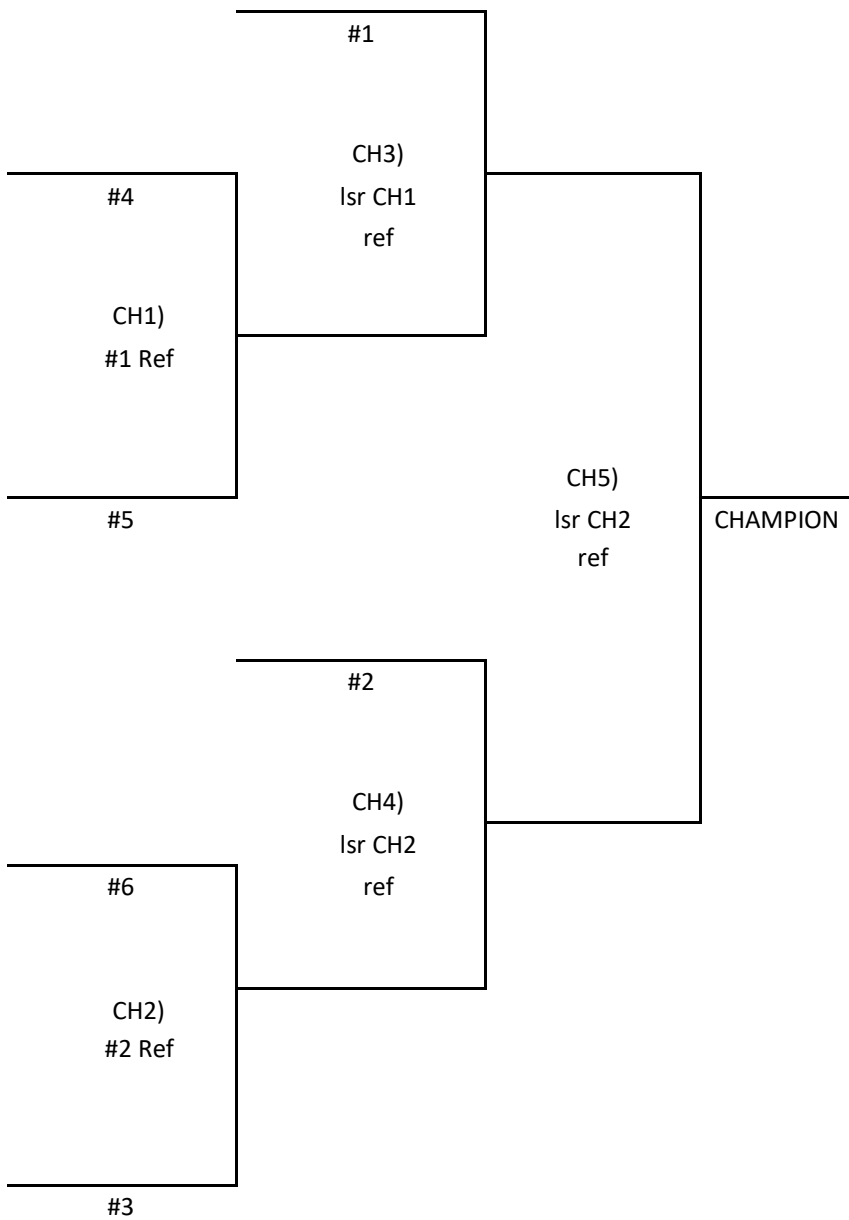 #1
CH3)
lsr CH1
ref
#4
CH1)
#1 Ref
#5
CH5)
lsr CH2
ref
CHAMPION
#2
CH4)
lsr CH2
ref
#6
CH2)
#2 Ref
#3